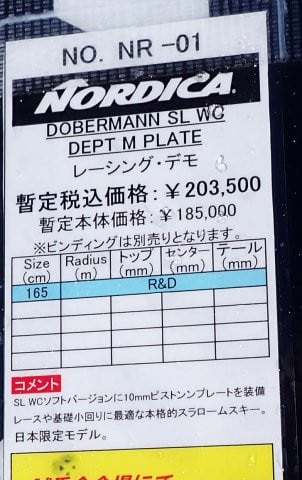 NO. NR-01
NORDICA
DOBERMANN SL WC
DEPT M PLATE
レーシング・デモ
暫定税込価格：￥203,500
暫定本体価格：￥185,000
※ビンディングは別売りとなります。
Size (cm) Radius (m) トップ (mm) センター (mm) テール (mm)
165 R&D
コメント
SL WCソフトバージョンに10mmピストンンプレートを装備
レースや基礎小回りに最適な本格的スラロームスキー。
日本限定モデル。